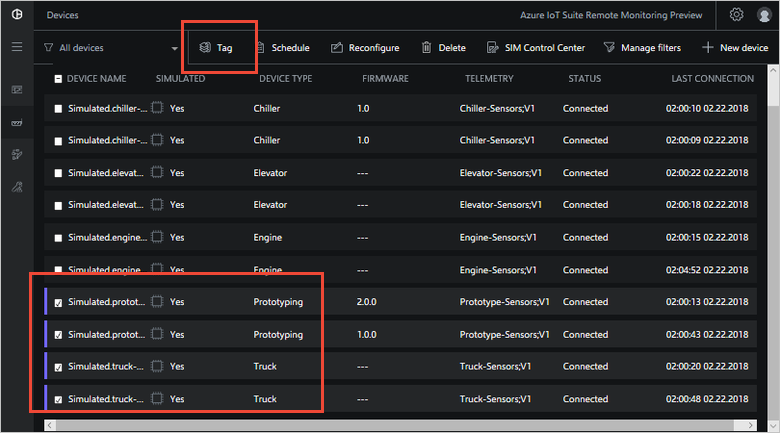 Devices
Azure IoT Suite Remote Monitoring Preview
All devices
Tag
Schedule
Reconfigure
Delete
SIM Control Center
Manage filters
New device
DEVICE NAME SIMULATED DEVICE TYPE FIRMWARE TELEMETRY STATUS LAST CONNECTION
Simulated.chiller-... Yes Chiller 1.0 Chiller-Sensors;V1 Connected 02:00:10 02.22.2018
Simulated.chiller-... Yes Chiller 1.0 Chiller-Sensors;V1 Connected 02:00:09 02.22.2018
Simulated.elevat... Yes Elevator --- Elevator-Sensors;V1 Connected 02:00:22 02.22.2018
Simulated.elevat... Yes Elevator --- Elevator-Sensors;V1 Connected 02:00:18 02.22.2018
Simulated.engine... Yes Engine --- Engine-Sensors;V1 Connected 02:00:15 02.22.2018
Simulated.engine... Yes Engine --- Engine-Sensors;V1 Connected 02:04:52 02.22.2018
Simulated.protot... Yes Prototyping 2.0.0 Prototype-Sensors;V1 Connected 02:00:13 02.22.2018
Simulated.protot... Yes Prototyping 1.0.0 Prototype-Sensors;V1 Connected 02:00:43 02.22.2018
Simulated.truck-... Yes Truck --- Truck-Sensors;V1 Connected 02:00:20 02.22.2018
Simulated.truck-... Yes Truck --- Truck-Sensors;V1 Connected 02:00:48 02.22.2018